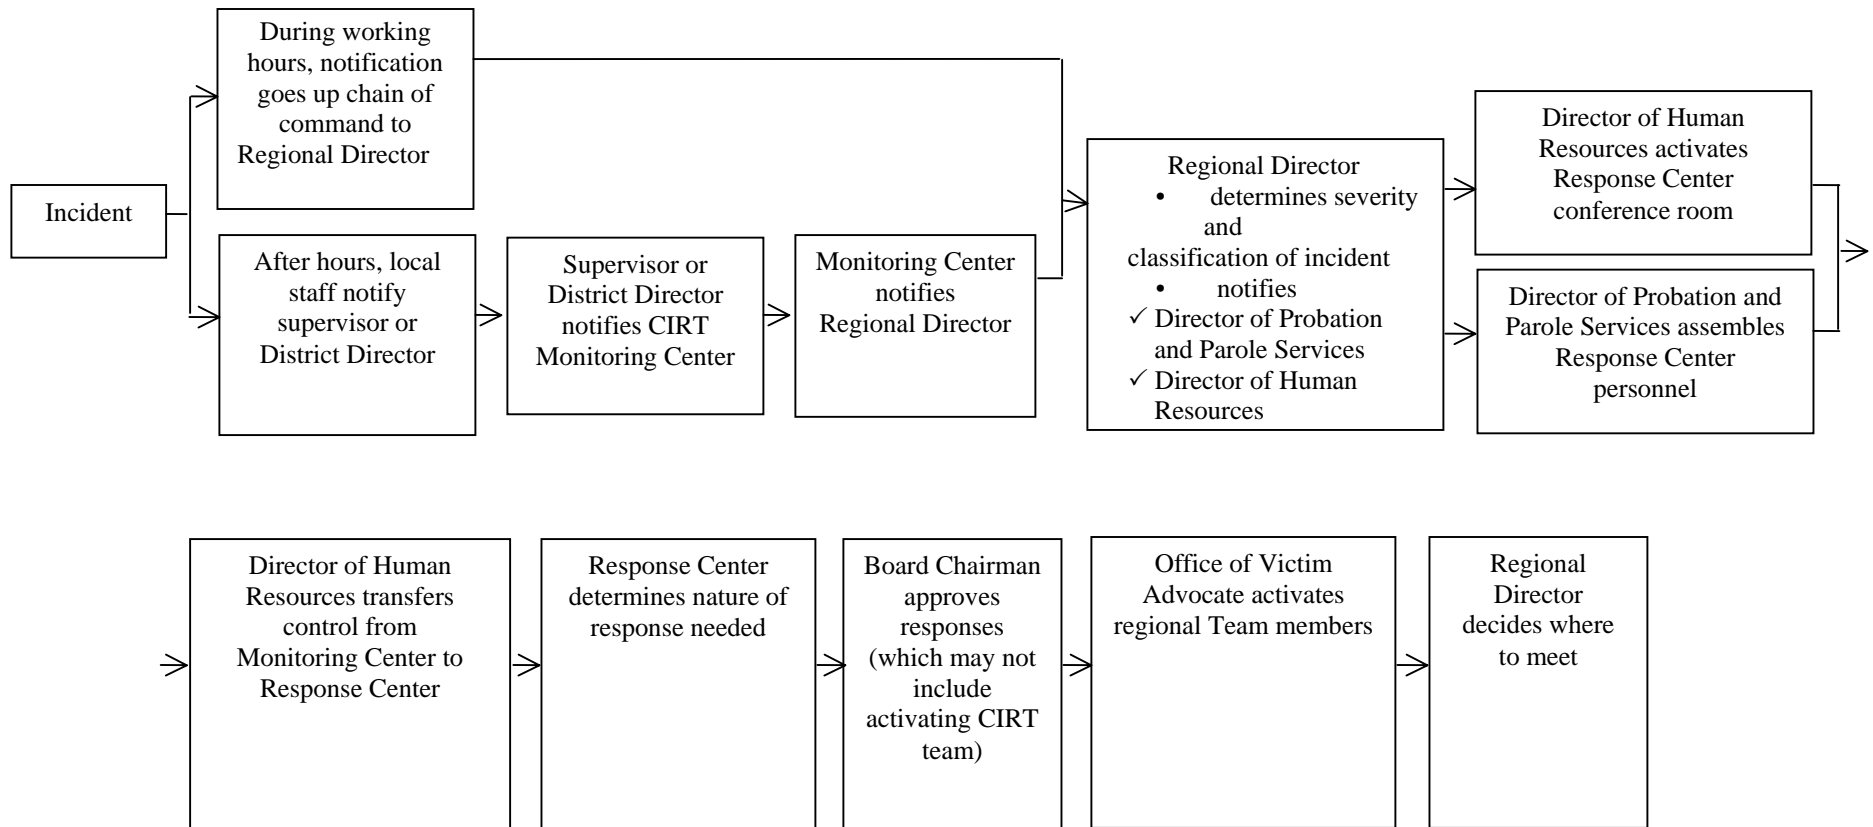 Incident
During working
hours, notification
goes up chain of
command to
Regional Director
After hours, local
staff notify
supervisor or
District Director
Supervisor or
District Director
notifies CIRT
Monitoring Center
Monitoring Center
notifies
Regional Director
Regional Director
• determines severity
and
classification of incident
• notifies
✓ Director of Probation
and Parole Services
✓ Director of Human
Resources
Director of Human
Resources activates
Response Center
conference room
Director of Probation and
Parole Services assembles
Response Center
personnel
Director of Human
Resources transfers
control from
Monitoring Center to
Response Center
Response Center
determines nature of
response needed
Board Chairman
approves
responses
(which may not
include
activating CIRT
team)
Office of Victim
Advocate activates
regional Team members
Regional
Director
decides where
to meet